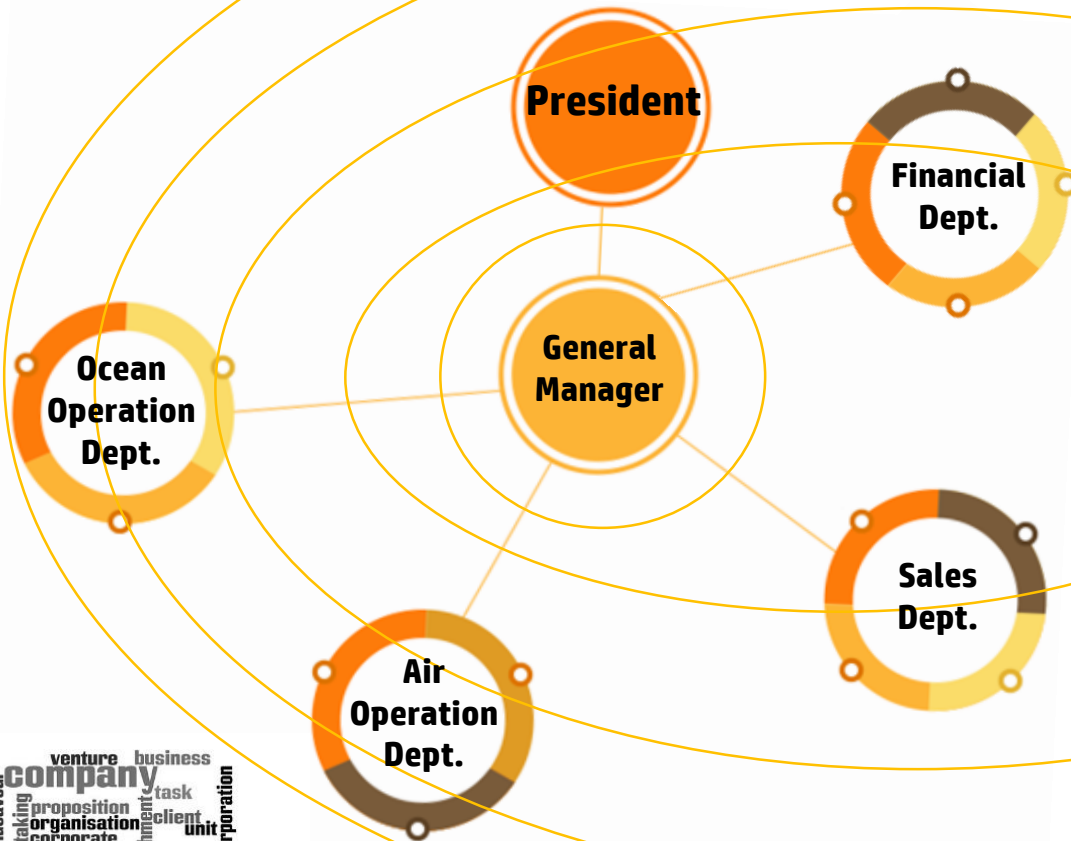 President
Financial
Dept.
General
Manager
Ocean
Operation
Dept.
Sales
Dept.
Air
Operation
Dept.
venture business
company
task
proposition
organisation
client
unit
corporate